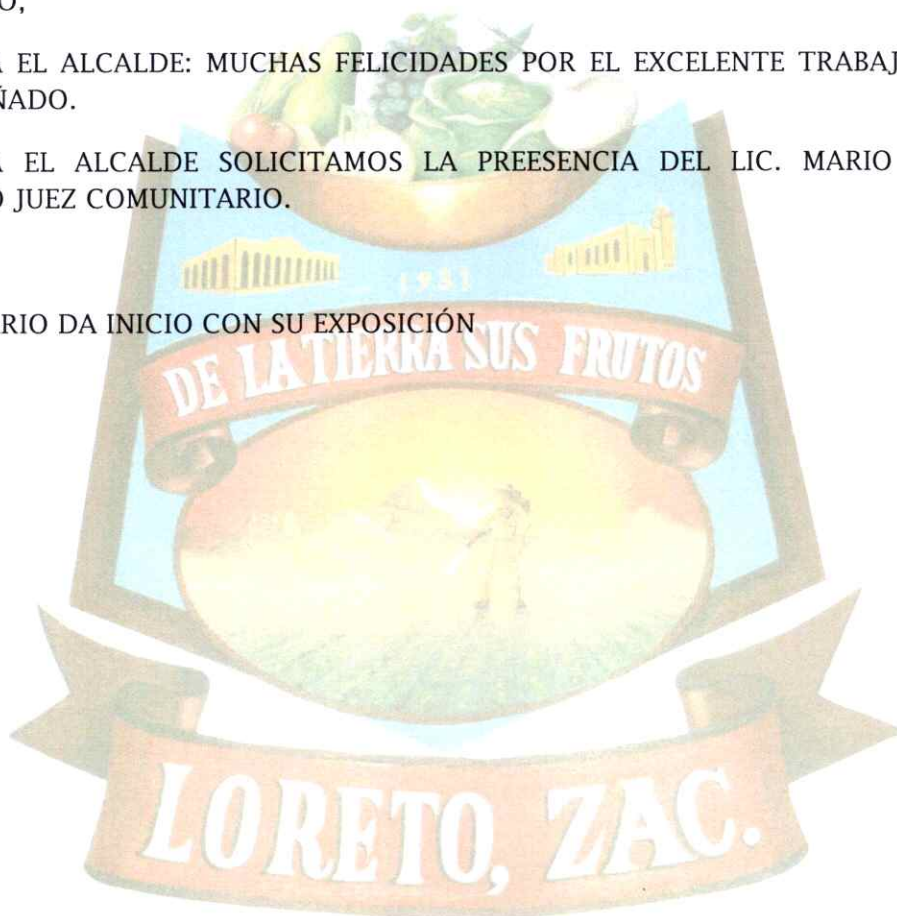 O,
A EL ALCALDE: MUCHAS FELICIDADES POR EL EXCELENTE TRABAJ
ÑADO.
A EL ALCALDE SOLICITAMOS LA PREESENCIA DEL LIC. MARIO
O JUEZ COMUNITARIO.
1931
RIO DA INICIO CON SU EXPOSICIÓN
DE LA TIERRA SUS FRUTOS
LORETO, ZAC.